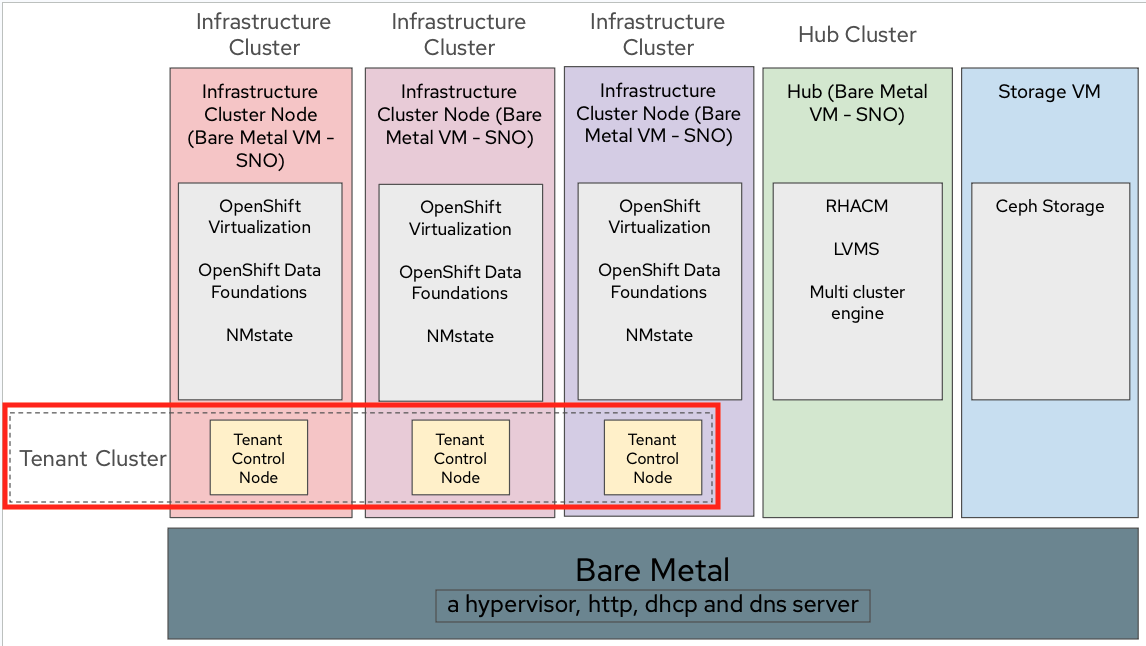 Infrastructure
Cluster
Infrastructure
Cluster
Infrastructure
Cluster
Hub Cluster
Infrastructure
Cluster Node
(Bare Metal VM -
SNO)
Infrastructure
Cluster Node (Bare
Metal VM - SNO)
Infrastructure
Cluster Node (Bare
Metal VM - SNO)
Hub (Bare Metal
VM - SNO)
Storage VM
OpenShift
Virtualization
OpenShift Data
Foundations
NMstate
OpenShift
Virtualization
OpenShift Data
Foundations
NMstate
OpenShift
Virtualization
OpenShift Data
Foundations
NMstate
RHACM
LVMS
Multi cluster
engine
Ceph Storage
Tenant Cluster
Tenant
Control
Node
Tenant
Control
Node
Tenant
Control
Node
Bare Metal
a hypervisor, http, dhcp and dns server